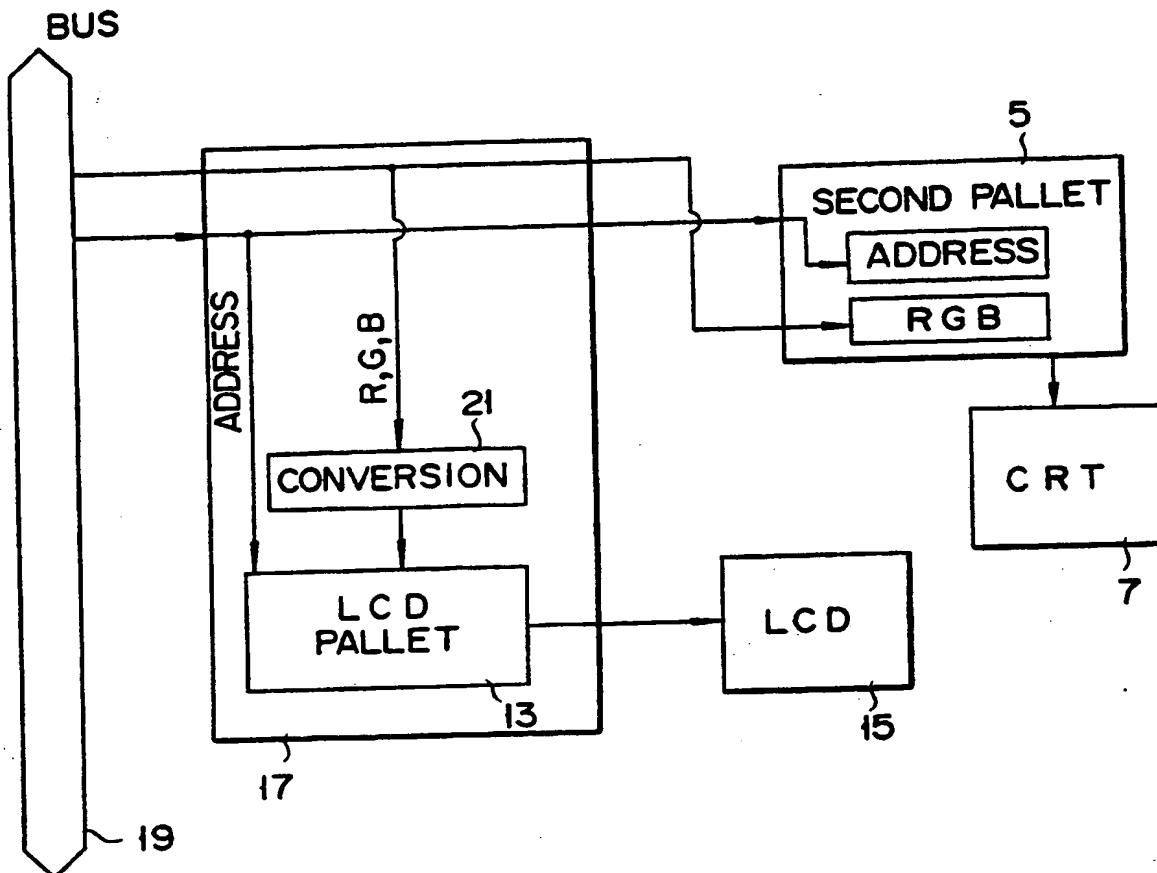 BUS
5
SECOND PALLET
ADDRESS
RGB
ADDRESS
R,G,B
21
CONVERSION
CRT
7
LCD
PALLET
13
LCD
15
17
19